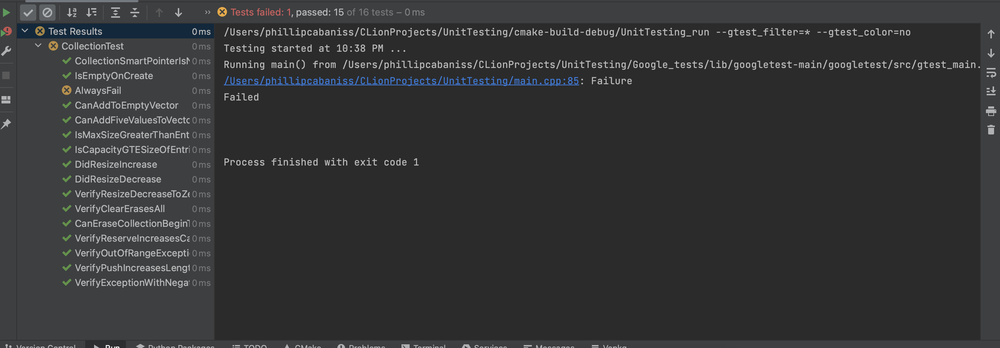 Tests failed: 1, passed: 15 of 16 tests – 0 ms
Test Results 0 ms
CollectionTest 0 ms
CollectionSmartPointerIsN 0 ms
IsEmptyOnCreate 0 ms
AlwaysFail 0 ms
CanAddToEmptyVector 0 ms
CanAddFiveValuesToVecto 0 ms
IsMaxSizeGreaterThanEnt 0 ms
IsCapacityGTESizeOfEntri 0 ms
DidResizeIncrease 0 ms
DidResizeDecrease 0 ms
VerifyResizeDecreaseToZe 0 ms
VerifyClearErasesAll 0 ms
CanEraseCollectionBeginT 0 ms
VerifyReserveIncreasesCa 0 ms
VerifyOutOfRangeExcepti 0 ms
VerifyPushIncreasesLengt 0 ms
VerifyExceptionWithNegat 0 ms
/Users/phillipcabaniss/CLionProjects/UnitTesting/cmake-build-debug/UnitTesting_run --gtest_filter=* --gtest_color=no
Testing started at 10:38 PM ...
Running main() from /Users/phillipcabaniss/CLionProjects/UnitTesting/Google_tests/lib/googletest-main/googletest/src/gtest_main.
/Users/phillipcabaniss/CLionProjects/UnitTesting/main.cpp:85: Failure
Failed
Process finished with exit code 1
Version Control Run Python Packages TODO CMake Problems Terminal Services Messages Vcpkg